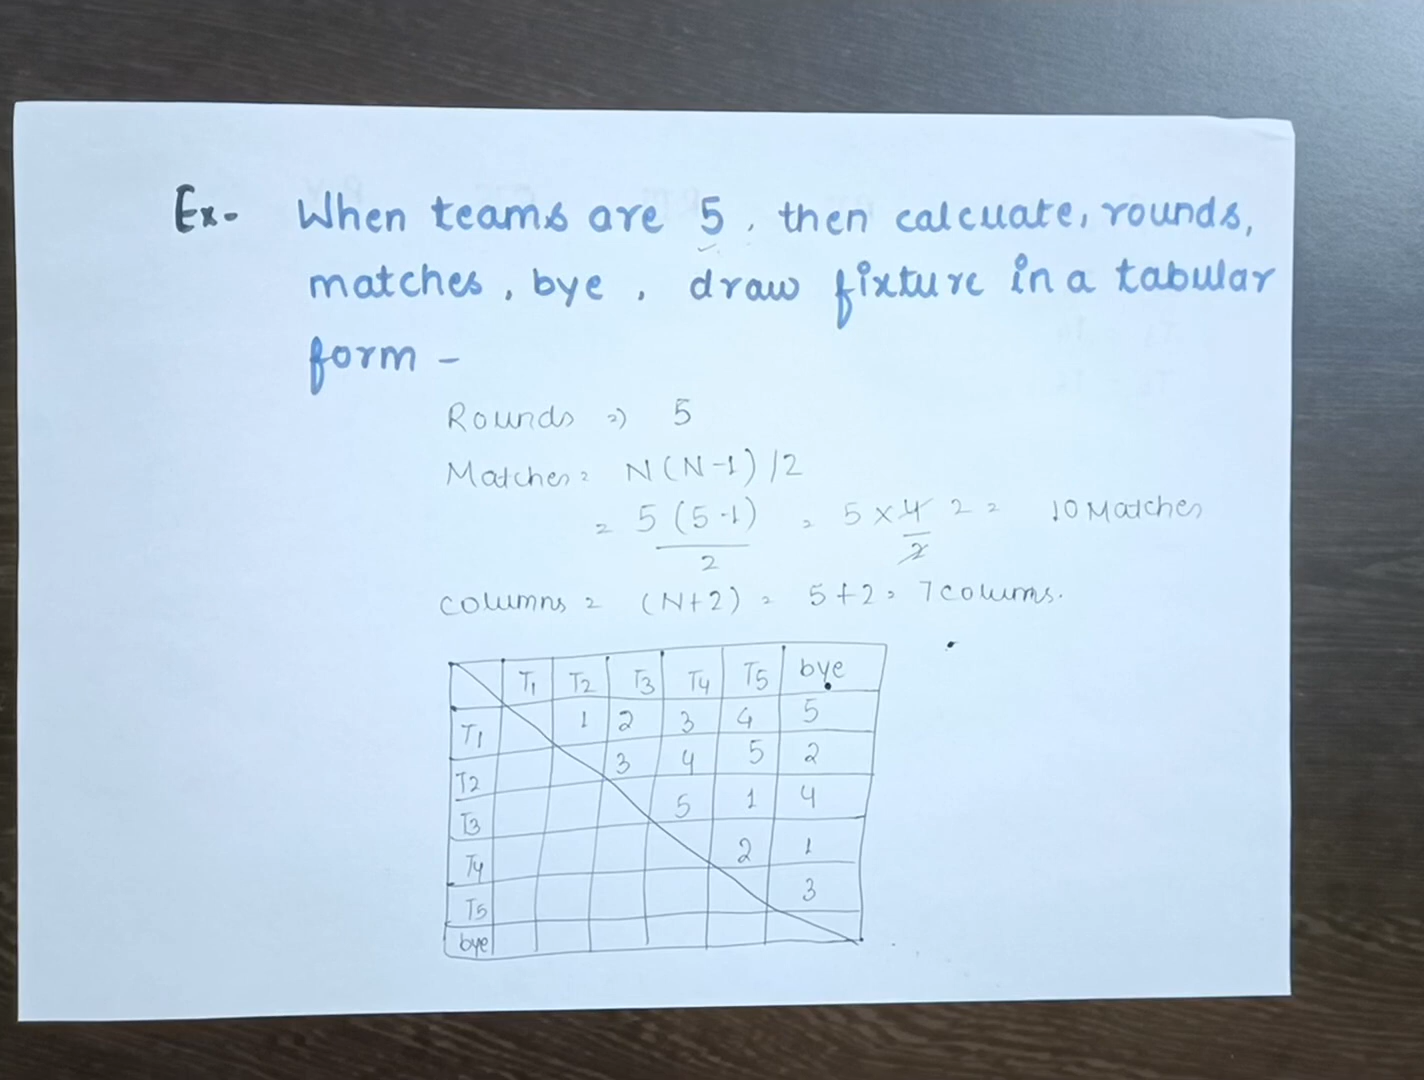 Ex- When teams are 5, then calcuate, rounds,
matches, bye, draw fixture in a tabular
form -
Rounds => 5
Matches = N(N-1)/2
= 5(5-1)/2 = 5x4/2 2 = 10 Matches
columns = (N+2) = 5+2 = 7 colums.
T1 T2 T3 T4 T5 bye
T1 1 2 3 4 5
T2 3 4 5 2
T3 5 1 4
T4 2 1
T5 3
bye